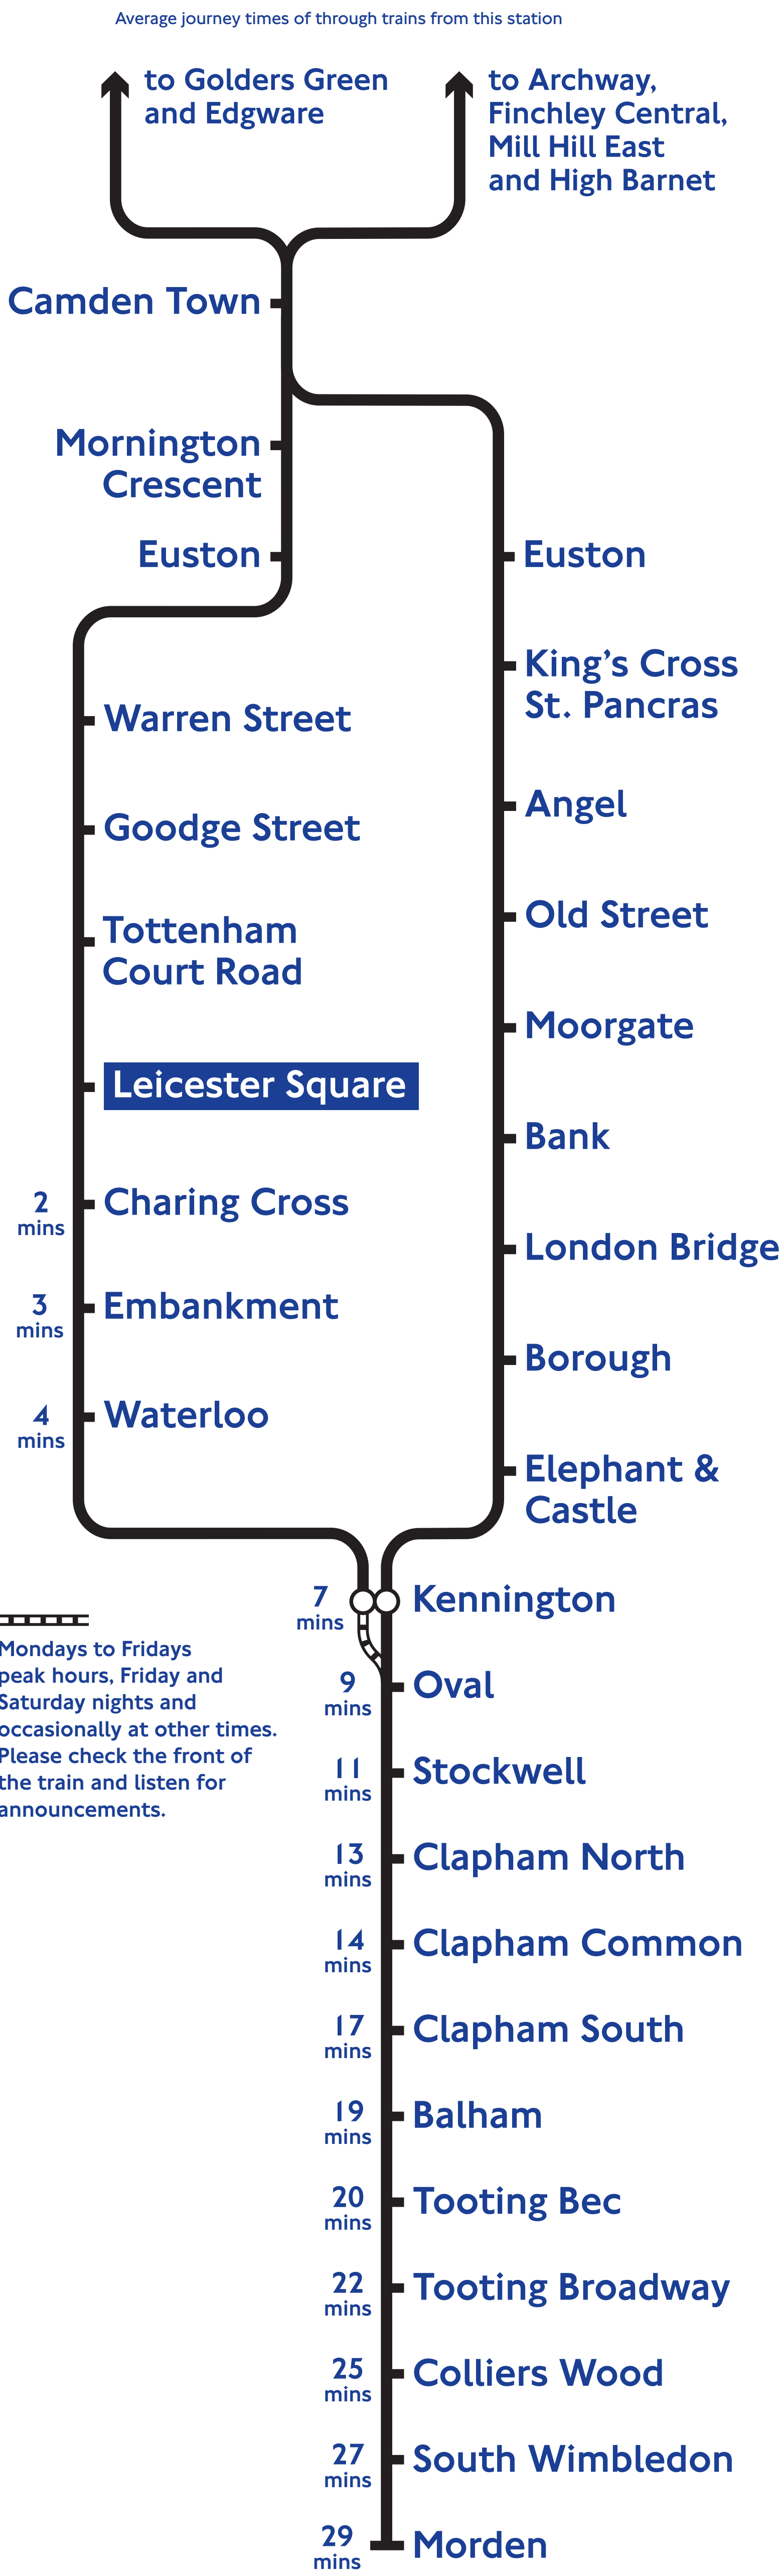 Average journey times of through trains from this station
to Golders Green
and Edgware
to Archway,
Finchley Central,
Mill Hill East
and High Barnet
Camden Town
Mornington
Crescent
Euston
Warren Street
Goodge Street
Tottenham
Court Road
Leicester Square
2
mins
Charing Cross
3
mins
Embankment
4
mins
Waterloo
Euston
King’s Cross
St. Pancras
Angel
Old Street
Moorgate
Bank
London Bridge
Borough
Elephant &
Castle
7
mins
Kennington
Mondays to Fridays
peak hours, Friday and
Saturday nights and
occasionally at other times.
Please check the front of
the train and listen for
announcements.
9
mins
Oval
11
mins
Stockwell
13
mins
Clapham North
14
mins
Clapham Common
17
mins
Clapham South
19
mins
Balham
20
mins
Tooting Bec
22
mins
Tooting Broadway
25
mins
Colliers Wood
27
mins
South Wimbledon
29
mins
Morden